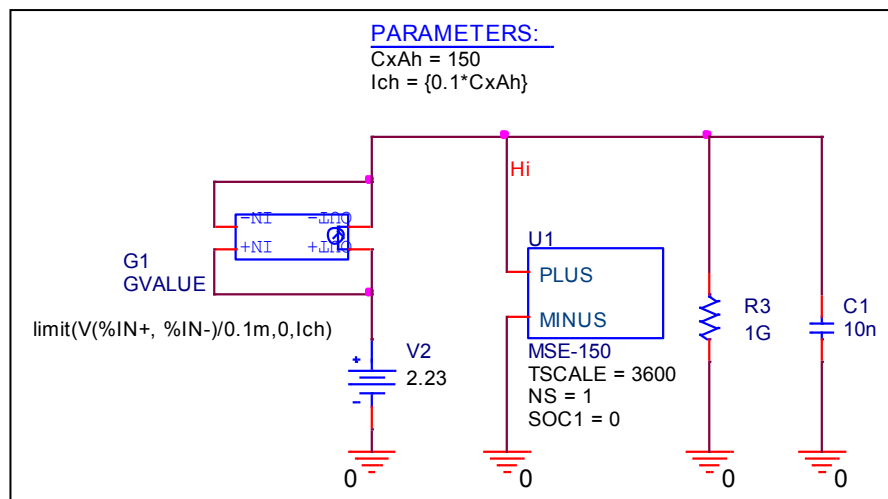 PARAMETERS:
CxAh = 150
Ich = {0.1*CxAh}
Hi
IN-
OUT-
IN+
OUT+
G1
GVALUE
limit(V(%IN+, %IN-)/0.1m,0,Ich)
+
-
V2
2.23
U1
PLUS
MINUS
MSE-150
TSCALE = 3600
NS = 1
SOC1 = 0
R3
1G
C1
10n
0
0
0
0